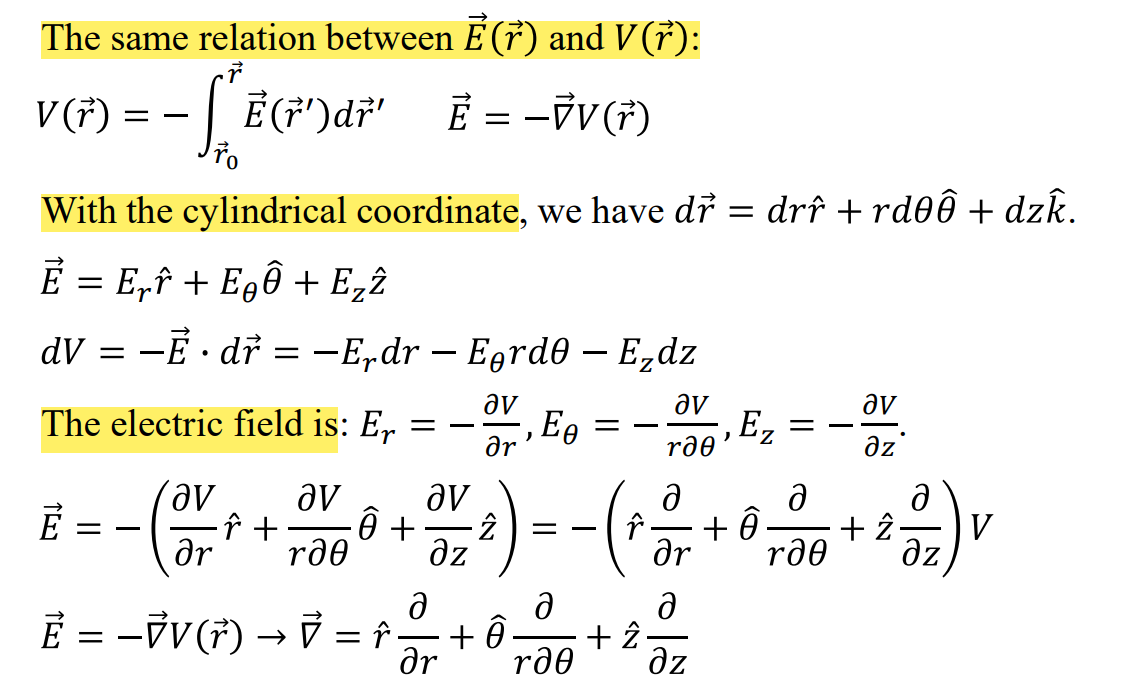 The same relation between $\vec{E}(\vec{r})$ and $V(\vec{r})$:
$V(\vec{r}) = -\int_{\vec{r}_0}^{\vec{r}} \vec{E}(\vec{r}')d\vec{r}'$  $\vec{E} = -\vec{\nabla}V(\vec{r})$
With the cylindrical coordinate, we have $d\vec{r} = dr\hat{r} + rd\theta\hat{\theta} + dz\hat{k}$.
$\vec{E} = E_r\hat{r} + E_\theta\hat{\theta} + E_z\hat{z}$
$dV = -\vec{E} \cdot d\vec{r} = -E_r dr - E_\theta rd\theta - E_z dz$
The electric field is: $E_r = -\frac{\partial V}{\partial r}, E_\theta = -\frac{\partial V}{r\partial\theta}, E_z = -\frac{\partial V}{\partial z}$.
$\vec{E} = -\left(\frac{\partial V}{\partial r}\hat{r} + \frac{\partial V}{r\partial\theta}\hat{\theta} + \frac{\partial V}{\partial z}\hat{z}\right) = -\left(\hat{r}\frac{\partial}{\partial r} + \hat{\theta}\frac{\partial}{r\partial\theta} + \hat{z}\frac{\partial}{\partial z}\right)V$
$\vec{E} = -\vec{\nabla}V(\vec{r}) \rightarrow \vec{\nabla} = \hat{r}\frac{\partial}{\partial r} + \hat{\theta}\frac{\partial}{r\partial\theta} + \hat{z}\frac{\partial}{\partial z}$